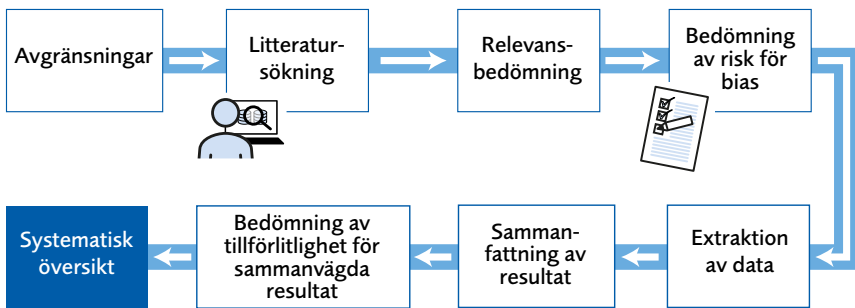 Avgränsningar
Litteratur-
sökning
Relevans-
bedömning
Bedömning
av risk för
bias
Extraktion
av data
Samman-
fattning av
resultat
Bedömning av
tillförlitlighet för
sammanvägda
resultat
Systematisk
översikt